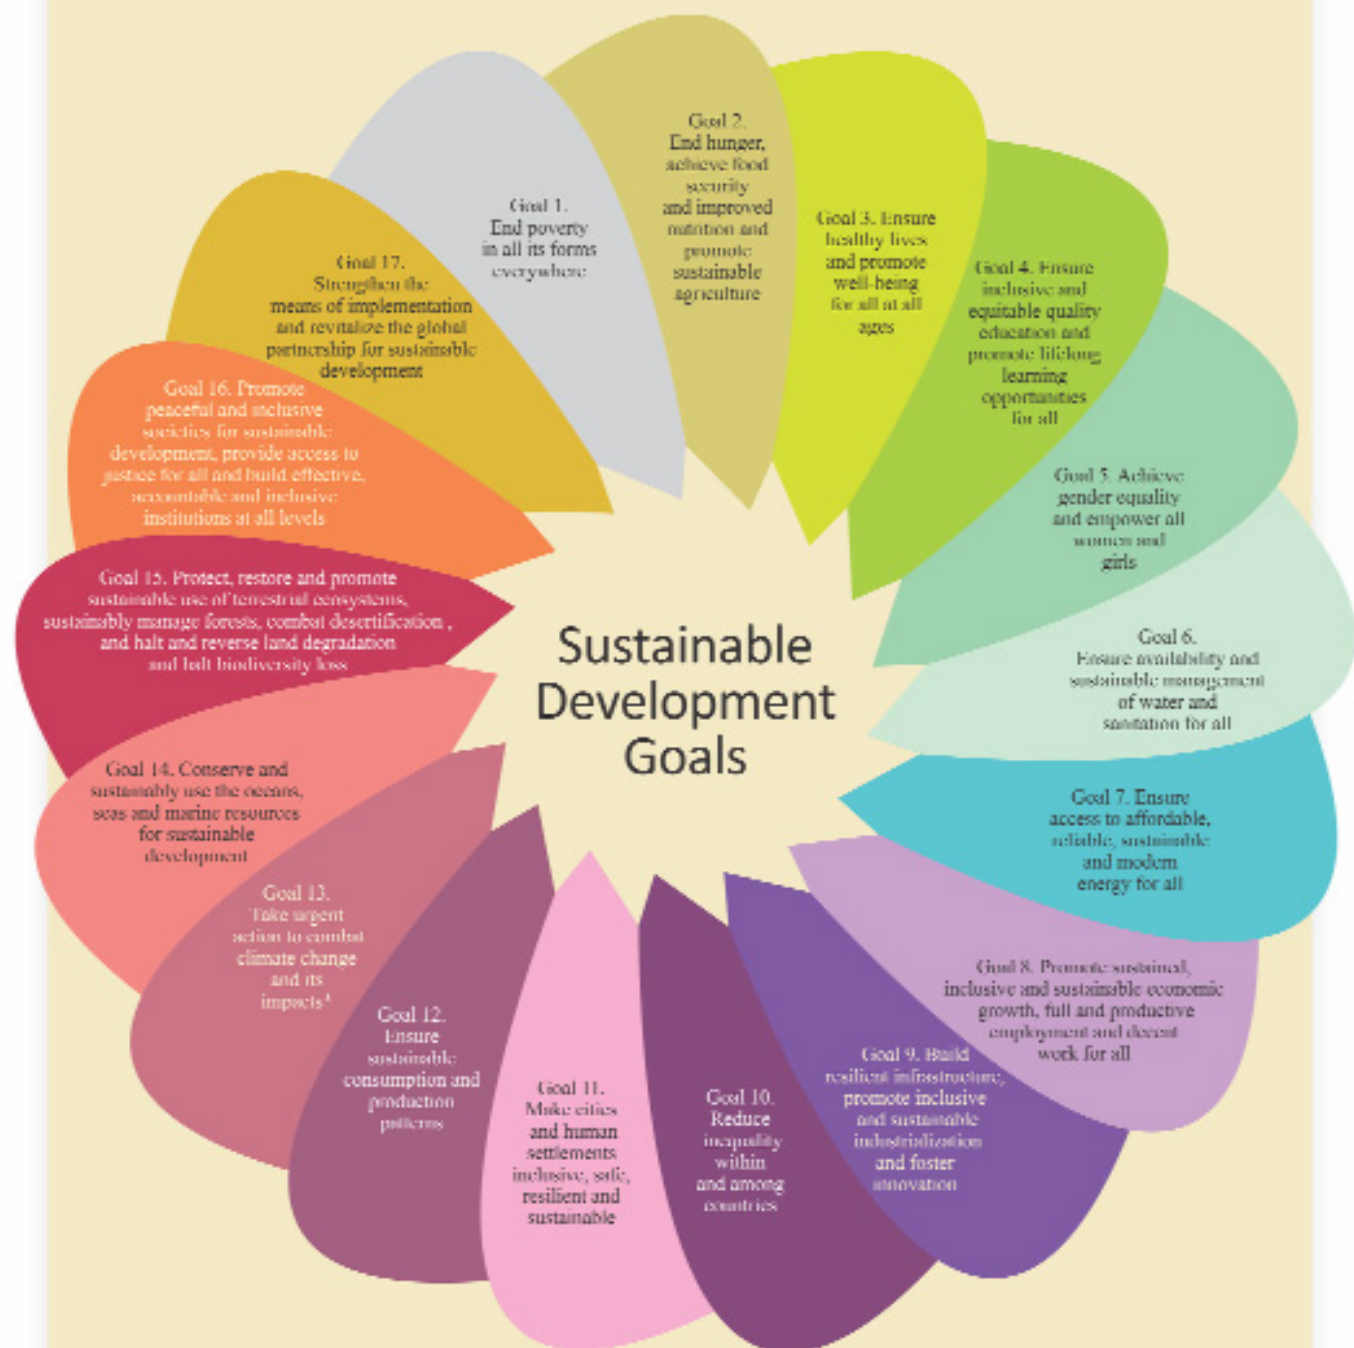 Goal 1.
End poverty
in all its forms
everywhere
Goal 2.
End hunger,
achieve food
security
and improved
nutrition and
promote
sustainable
agriculture
Goal 3. Ensure
healthy lives
and promote
well-being
for all at all
ages
Goal 4. Ensure
inclusive and
equitable quality
education and
promote lifelong
learning
opportunities
for all
Goal 5. Achieve
gender equality
and empower all
women and
girls
Goal 6.
Ensure availability and
sustainable management
of water and
sanitation for all
Goal 7. Ensure
access to affordable,
reliable, sustainable
and modern
energy for all
Goal 8. Promote sustained,
inclusive and sustainable economic
growth, full and productive
employment and decent
work for all
Goal 9. Build
resilient infrastructure,
promote inclusive
and sustainable
industrialization
and foster
innovation
Goal 10.
Reduce
inequality
within
and among
countries
Goal 11.
Make cities
and human
settlements
inclusive, safe,
resilient and
sustainable
Goal 12.
Ensure
sustainable
consumption and
production
patterns
Goal 13.
Take urgent
action to combat
climate change
and its
impacts*
Goal 14. Conserve and
sustainably use the oceans,
seas and marine resources
for sustainable
development
Goal 15. Protect, restore and promote
sustainable use of terrestrial ecosystems,
sustainably manage forests, combat desertification ,
and halt and reverse land degradation
and halt biodiversity loss
Goal 16. Promote
peaceful and inclusive
societies for sustainable
development, provide access to
justice for all and build effective,
accountable and inclusive
institutions at all levels
Goal 17.
Strengthen the
means of implementation
and revitalize the global
partnership for sustainable
development
Sustainable
Development
Goals